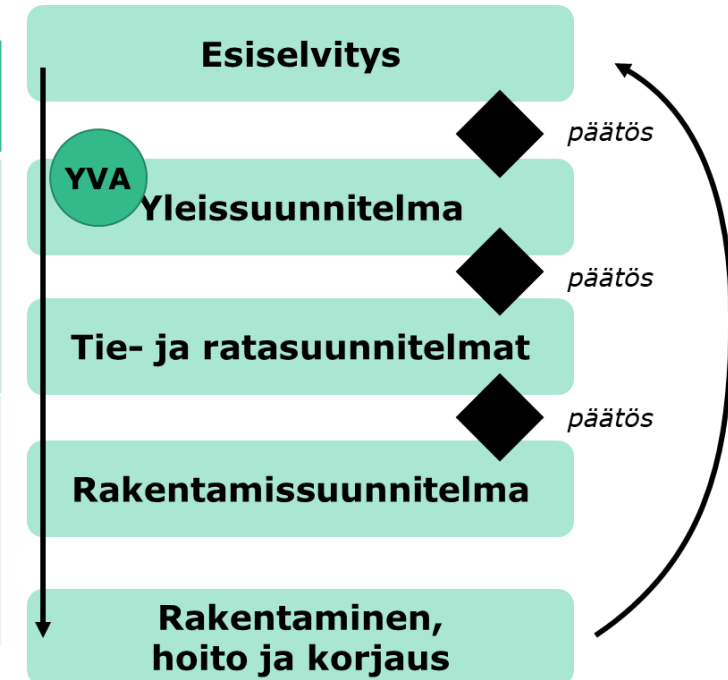 Esiselvitys
päätös
YVA
Yleissuunnitelma
päätös
Tie- ja ratasuunnitelmat
päätös
Rakentamissuunnitelma
Rakentaminen,
hoito ja korjaus